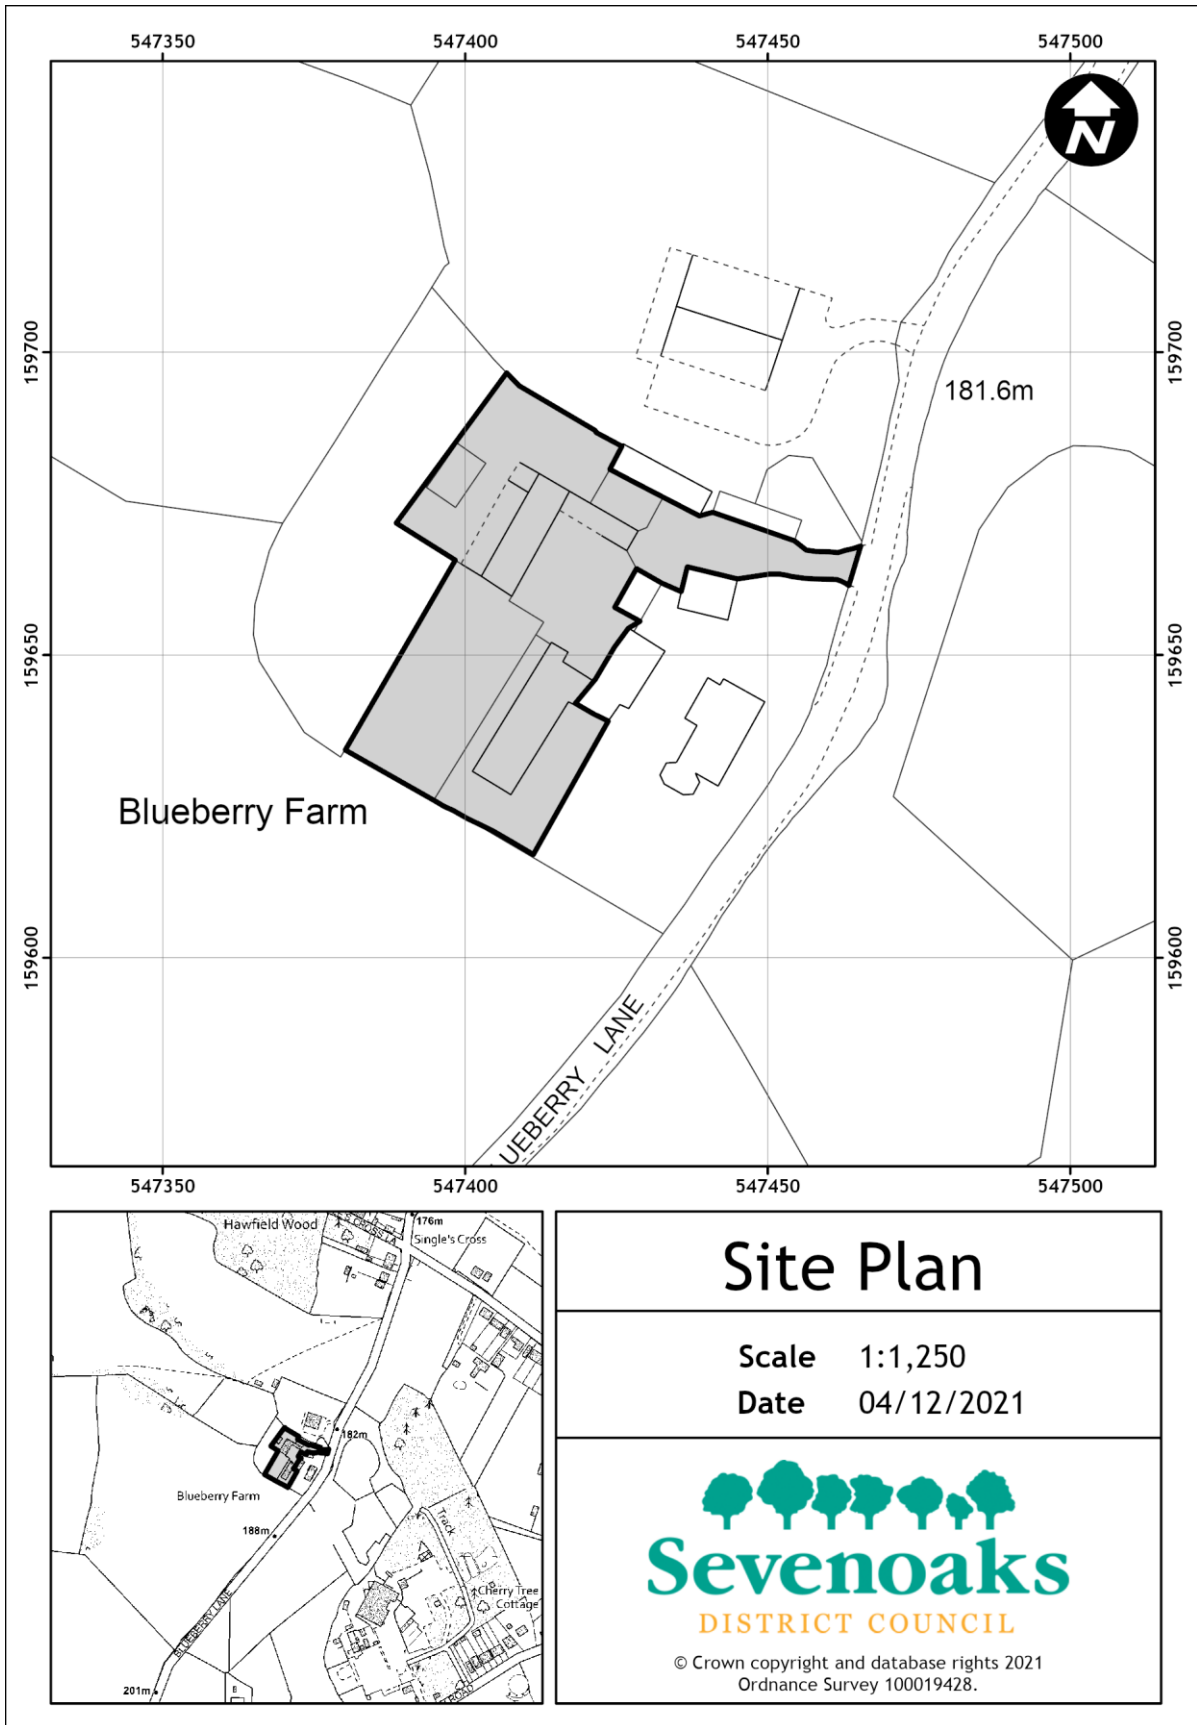 547350 547400 547450 547500
N
159700 159700
181.6m
159650 159650
Blueberry Farm
159600 159600
UEBERRY LANE
547350 547400 547450 547500
Hawfield Wood
176m
Single's Cross
182m
Blueberry Farm
188m
Track
Cherry Tree
Cottage
BLUEBERRY LANE
201m
ROAD
Site Plan
Scale 1:1,250
Date 04/12/2021
Sevenoaks
DISTRICT COUNCIL
© Crown copyright and database rights 2021
Ordnance Survey 100019428.